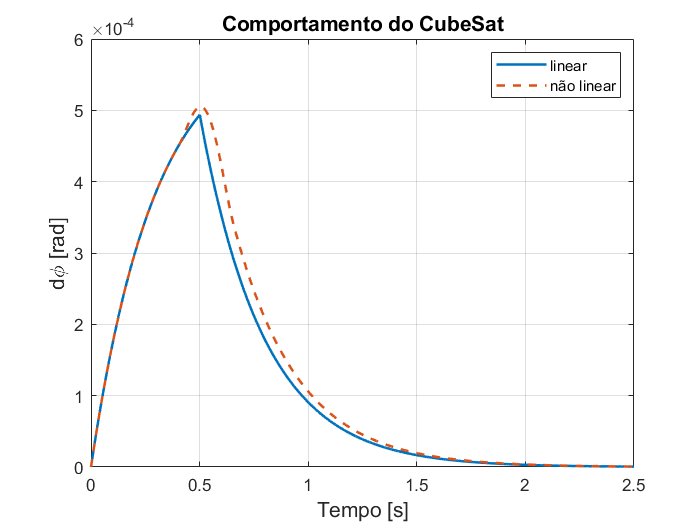 Comportamento do CubeSat
×10-4
6
5
4
3
2
1
0
dϕ [rad]
linear
não linear
0
0.5
1
1.5
2
2.5
Tempo [s]